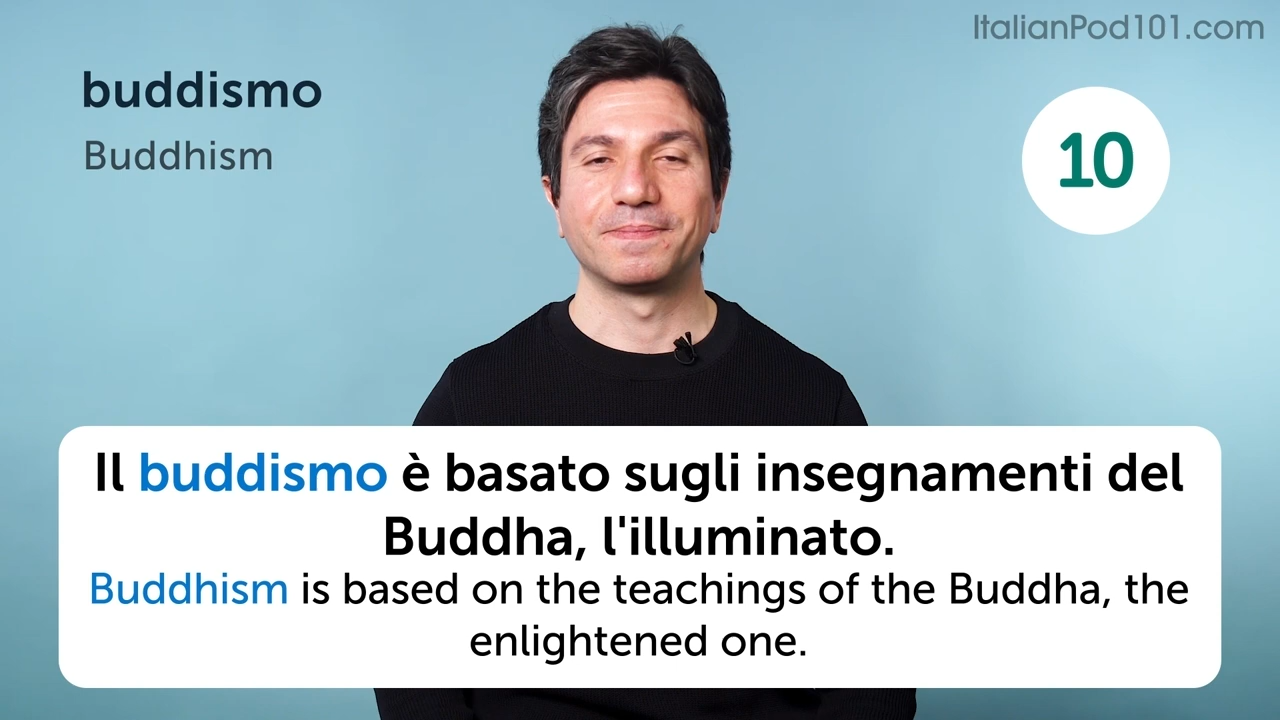 ItalianPod101.com
buddismo
Buddhism
10
Il buddismo è basato sugli insegnamenti del
Buddha, l'illuminato.
Buddhism is based on the teachings of the Buddha, the
enlightened one.